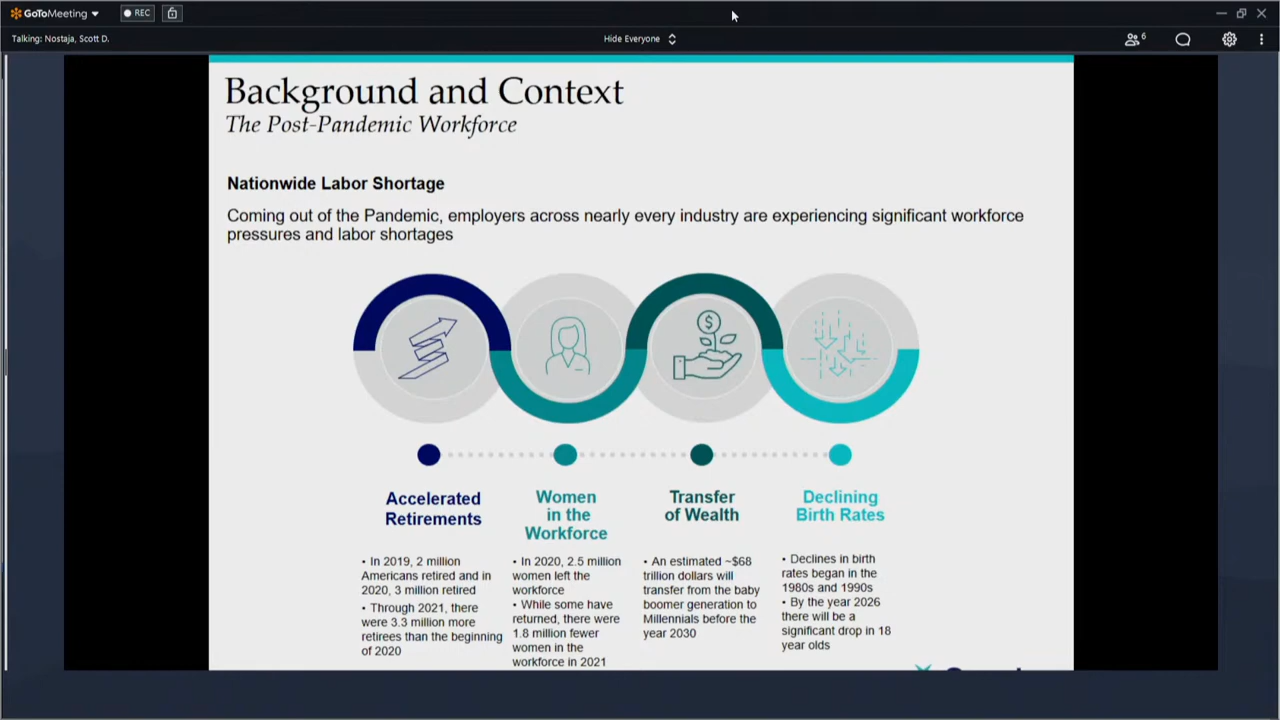 GoToMeeting
REC
Talking: Nostaja, Scott D.
Hide Everyone
6
Background and Context
The Post-Pandemic Workforce
Nationwide Labor Shortage
Coming out of the Pandemic, employers across nearly every industry are experiencing significant workforce
pressures and labor shortages
$
Accelerated
Retirements
• In 2019, 2 million
Americans retired and in
2020, 3 million retired
• Through 2021, there
were 3.3 million more
retirees than the beginning
of 2020
Women
in the
Workforce
• In 2020, 2.5 million
women left the
workforce
• While some have
returned, there were
1.8 million fewer
women in the
workforce in 2021
Transfer
of Wealth
• An estimated ~$68
trillion dollars will
transfer from the baby
boomer generation to
Millennials before the
year 2030
Declining
Birth Rates
• Declines in birth
rates began in the
1980s and 1990s
• By the year 2026
there will be a
significant drop in 18
year olds